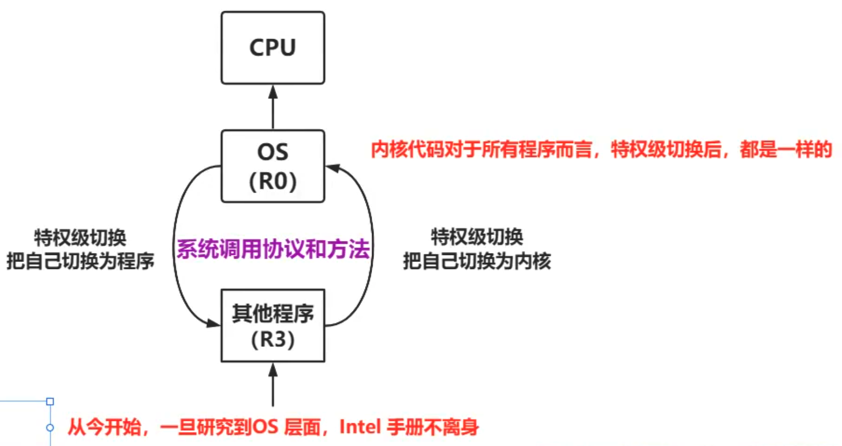 CPU
OS
（R0）
内核代码对于所有程序而言，特权级切换后，都是一样的
特权级切换
把自己切换为程序
系统调用协议和方法
特权级切换
把自己切换为内核
其他程序
（R3）
从今开始，一旦研究到OS 层面，Intel 手册不离身